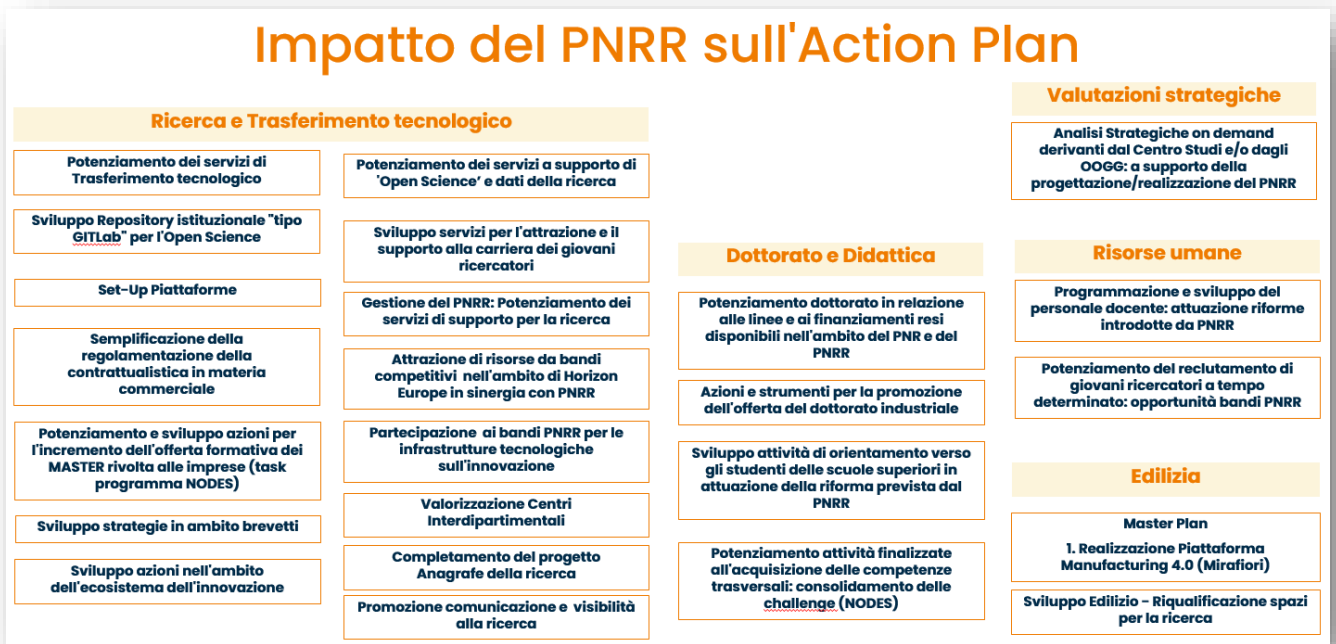 Impatto del PNRR sull'Action Plan
Ricerca e Trasferimento tecnologico
Potenziamento dei servizi di
Trasferimento tecnologico
Sviluppo Repository istituzionale "tipo
GITLab" per l'Open Science
Set-Up Piattaforme
Semplificazione della
regolamentazione della
contrattualistica in materia
commerciale
Potenziamento e sviluppo azioni per
l'incremento dell'offerta formativa dei
MASTER rivolta alle imprese (task
programma NODES)
Sviluppo strategie in ambito brevetti
Sviluppo azioni nell'ambito
dell'ecosistema dell'innovazione
Potenziamento dei servizi a supporto di
'Open Science' e dati della ricerca
Sviluppo servizi per l'attrazione e il
supporto alla carriera dei giovani
ricercatori
Gestione del PNRR: Potenziamento dei
servizi di supporto per la ricerca
Attrazione di risorse da bandi
competitivi nell'ambito di Horizon
Europe in sinergia con PNRR
Partecipazione ai bandi PNRR per le
infrastrutture tecnologiche
sull'innovazione
Valorizzazione Centri
Interdipartimentali
Completamento del progetto
Anagrafe della ricerca
Promozione comunicazione e visibilità
alla ricerca
Dottorato e Didattica
Potenziamento dottorato in relazione
alle linee e ai finanziamenti resi
disponibili nell'ambito del PNR e del
PNRR
Azioni e strumenti per la promozione
dell'offerta del dottorato industriale
Sviluppo attività di orientamento verso
gli studenti delle scuole superiori in
attuazione della riforma prevista dal
PNRR
Potenziamento attività finalizzate
all'acquisizione delle competenze
trasversali: consolidamento delle
challenge (NODES)
Valutazioni strategiche
Analisi Strategiche on demand
derivanti dal Centro Studi e/o dagli
OOGG: a supporto della
progettazione/realizzazione del PNRR
Risorse umane
Programmazione e sviluppo del
personale docente: attuazione riforme
introdotte da PNRR
Potenziamento del reclutamento di
giovani ricercatori a tempo
determinato: opportunità bandi PNRR
Edilizia
Master Plan
1. Realizzazione Piattaforma
Manufacturing 4.0 (Mirafiori)
Sviluppo Edilizio - Riqualificazione spazi
per la ricerca